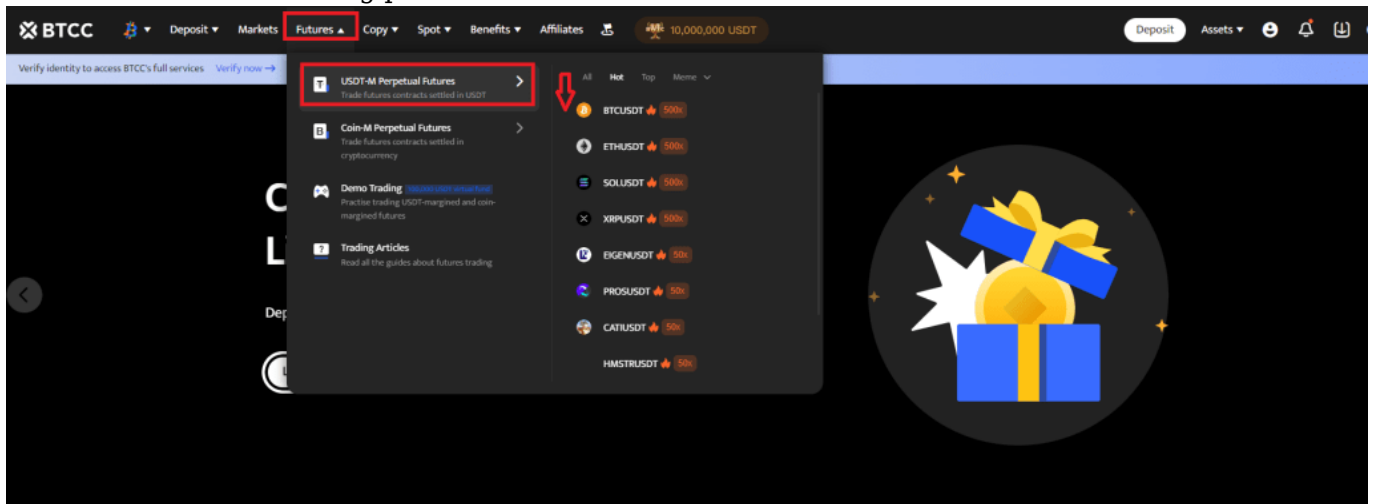 BTCC
Deposit
Markets
Futures
Copy
Spot
Benefits
Affiliates
10,000,000 USDT
Deposit
Assets
Verify identity to access BTCC's full services Verify now →
USDT-M Perpetual Futures
Trade futures contracts settled in USDT
Coin-M Perpetual Futures
Trade futures contracts settled in
cryptocurrency
Demo Trading
Practise trading USDT-margined and coin-
margined futures
Trading Articles
Read all the guides about futures trading
All Hot Top Meme
BTCUSDT 500x
ETHUSDT 500x
SOLUSDT 500x
XRPUSDT 500x
EIGENUSDT 50x
PROSUSDT 50x
CATIUSDT 50x
HMSTRUSDT 50x
C
L
Dep